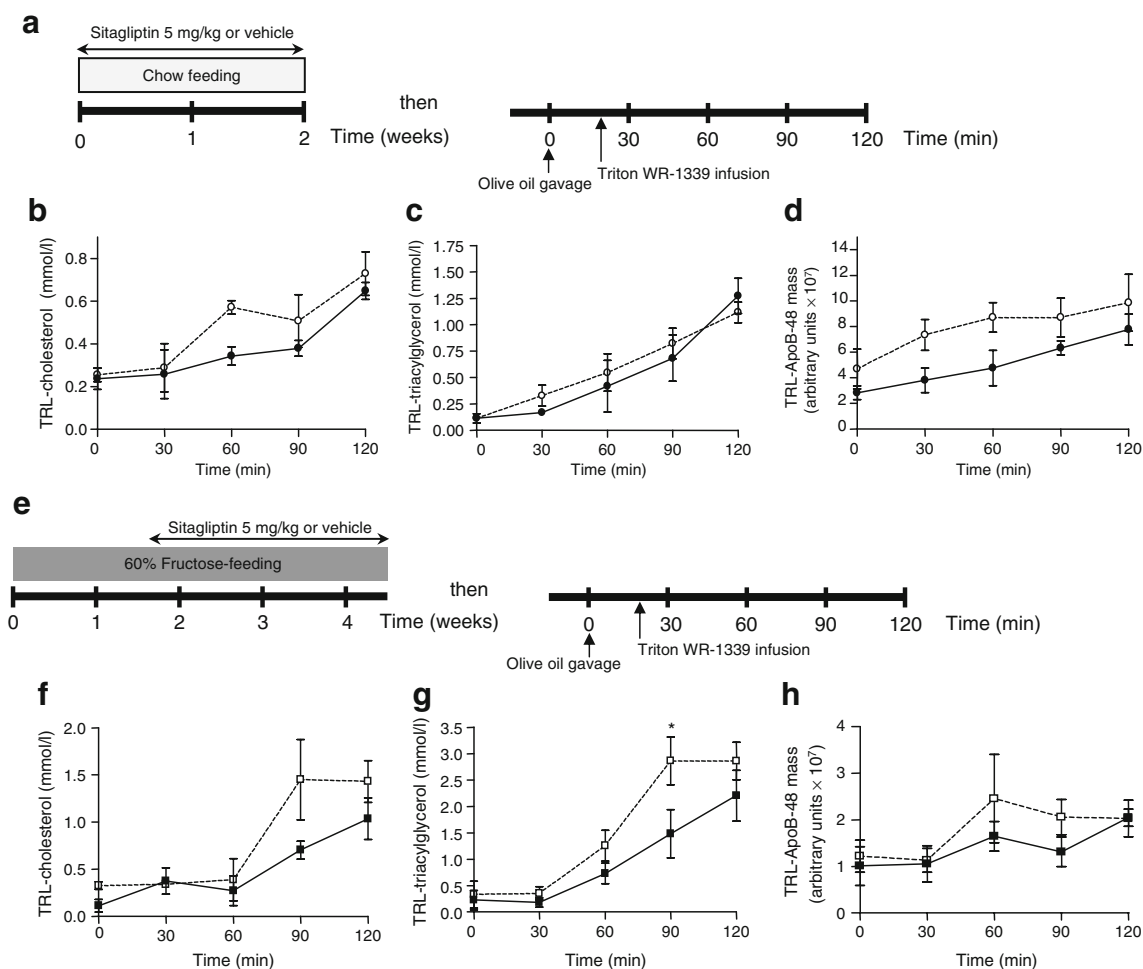 a
Sitagliptin 5 mg/kg or vehicle
Chow feeding
0 1 2 Time (weeks)
then
0 30 60 90 120 Time (min)
Olive oil gavage
Triton WR-1339 infusion
b
TRL-cholesterol (mmol/l)
0.8
0.6
0.4
0.2
0.0
0 30 60 90 120
Time (min)
c
TRL-triacylglycerol (mmol/l)
1.75
1.50
1.25
1.00
0.75
0.50
0.25
0.00
0 30 60 90 120
Time (min)
d
TRL-ApoB-48 mass
(arbitrary units × 10⁷)
14
12
10
8
6
4
2
0
0 30 60 90 120
Time (min)
e
Sitagliptin 5 mg/kg or vehicle
60% Fructose-feeding
0 1 2 3 4 Time (weeks)
then
0 30 60 90 120 Time (min)
Olive oil gavage
Triton WR-1339 infusion
f
TRL-cholesterol (mmol/l)
2.0
1.5
1.0
0.5
0.0
0 30 60 90 120
Time (min)
g
TRL-triacylglycerol (mmol/l)
3.5
3.0
2.5
2.0
1.5
1.0
0.5
0.0
*
0 30 60 90 120
Time (min)
h
TRL-ApoB-48 mass
(arbitrary units × 10⁷)
4
3
2
1
0
0 30 60 90 120
Time (min)